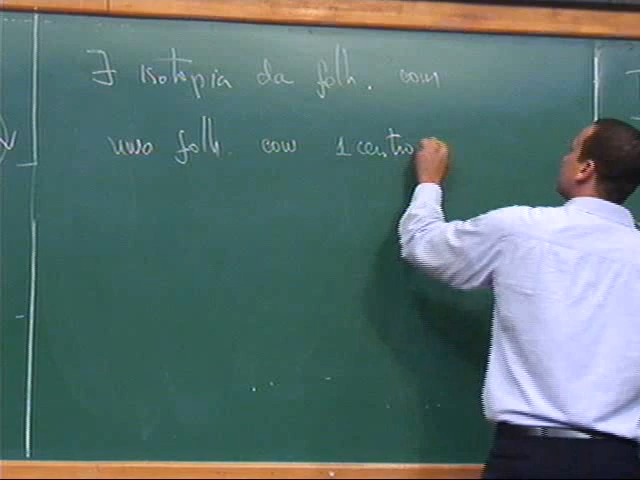 ∃ isotopia da folh. com
uma folh. com 1 centro